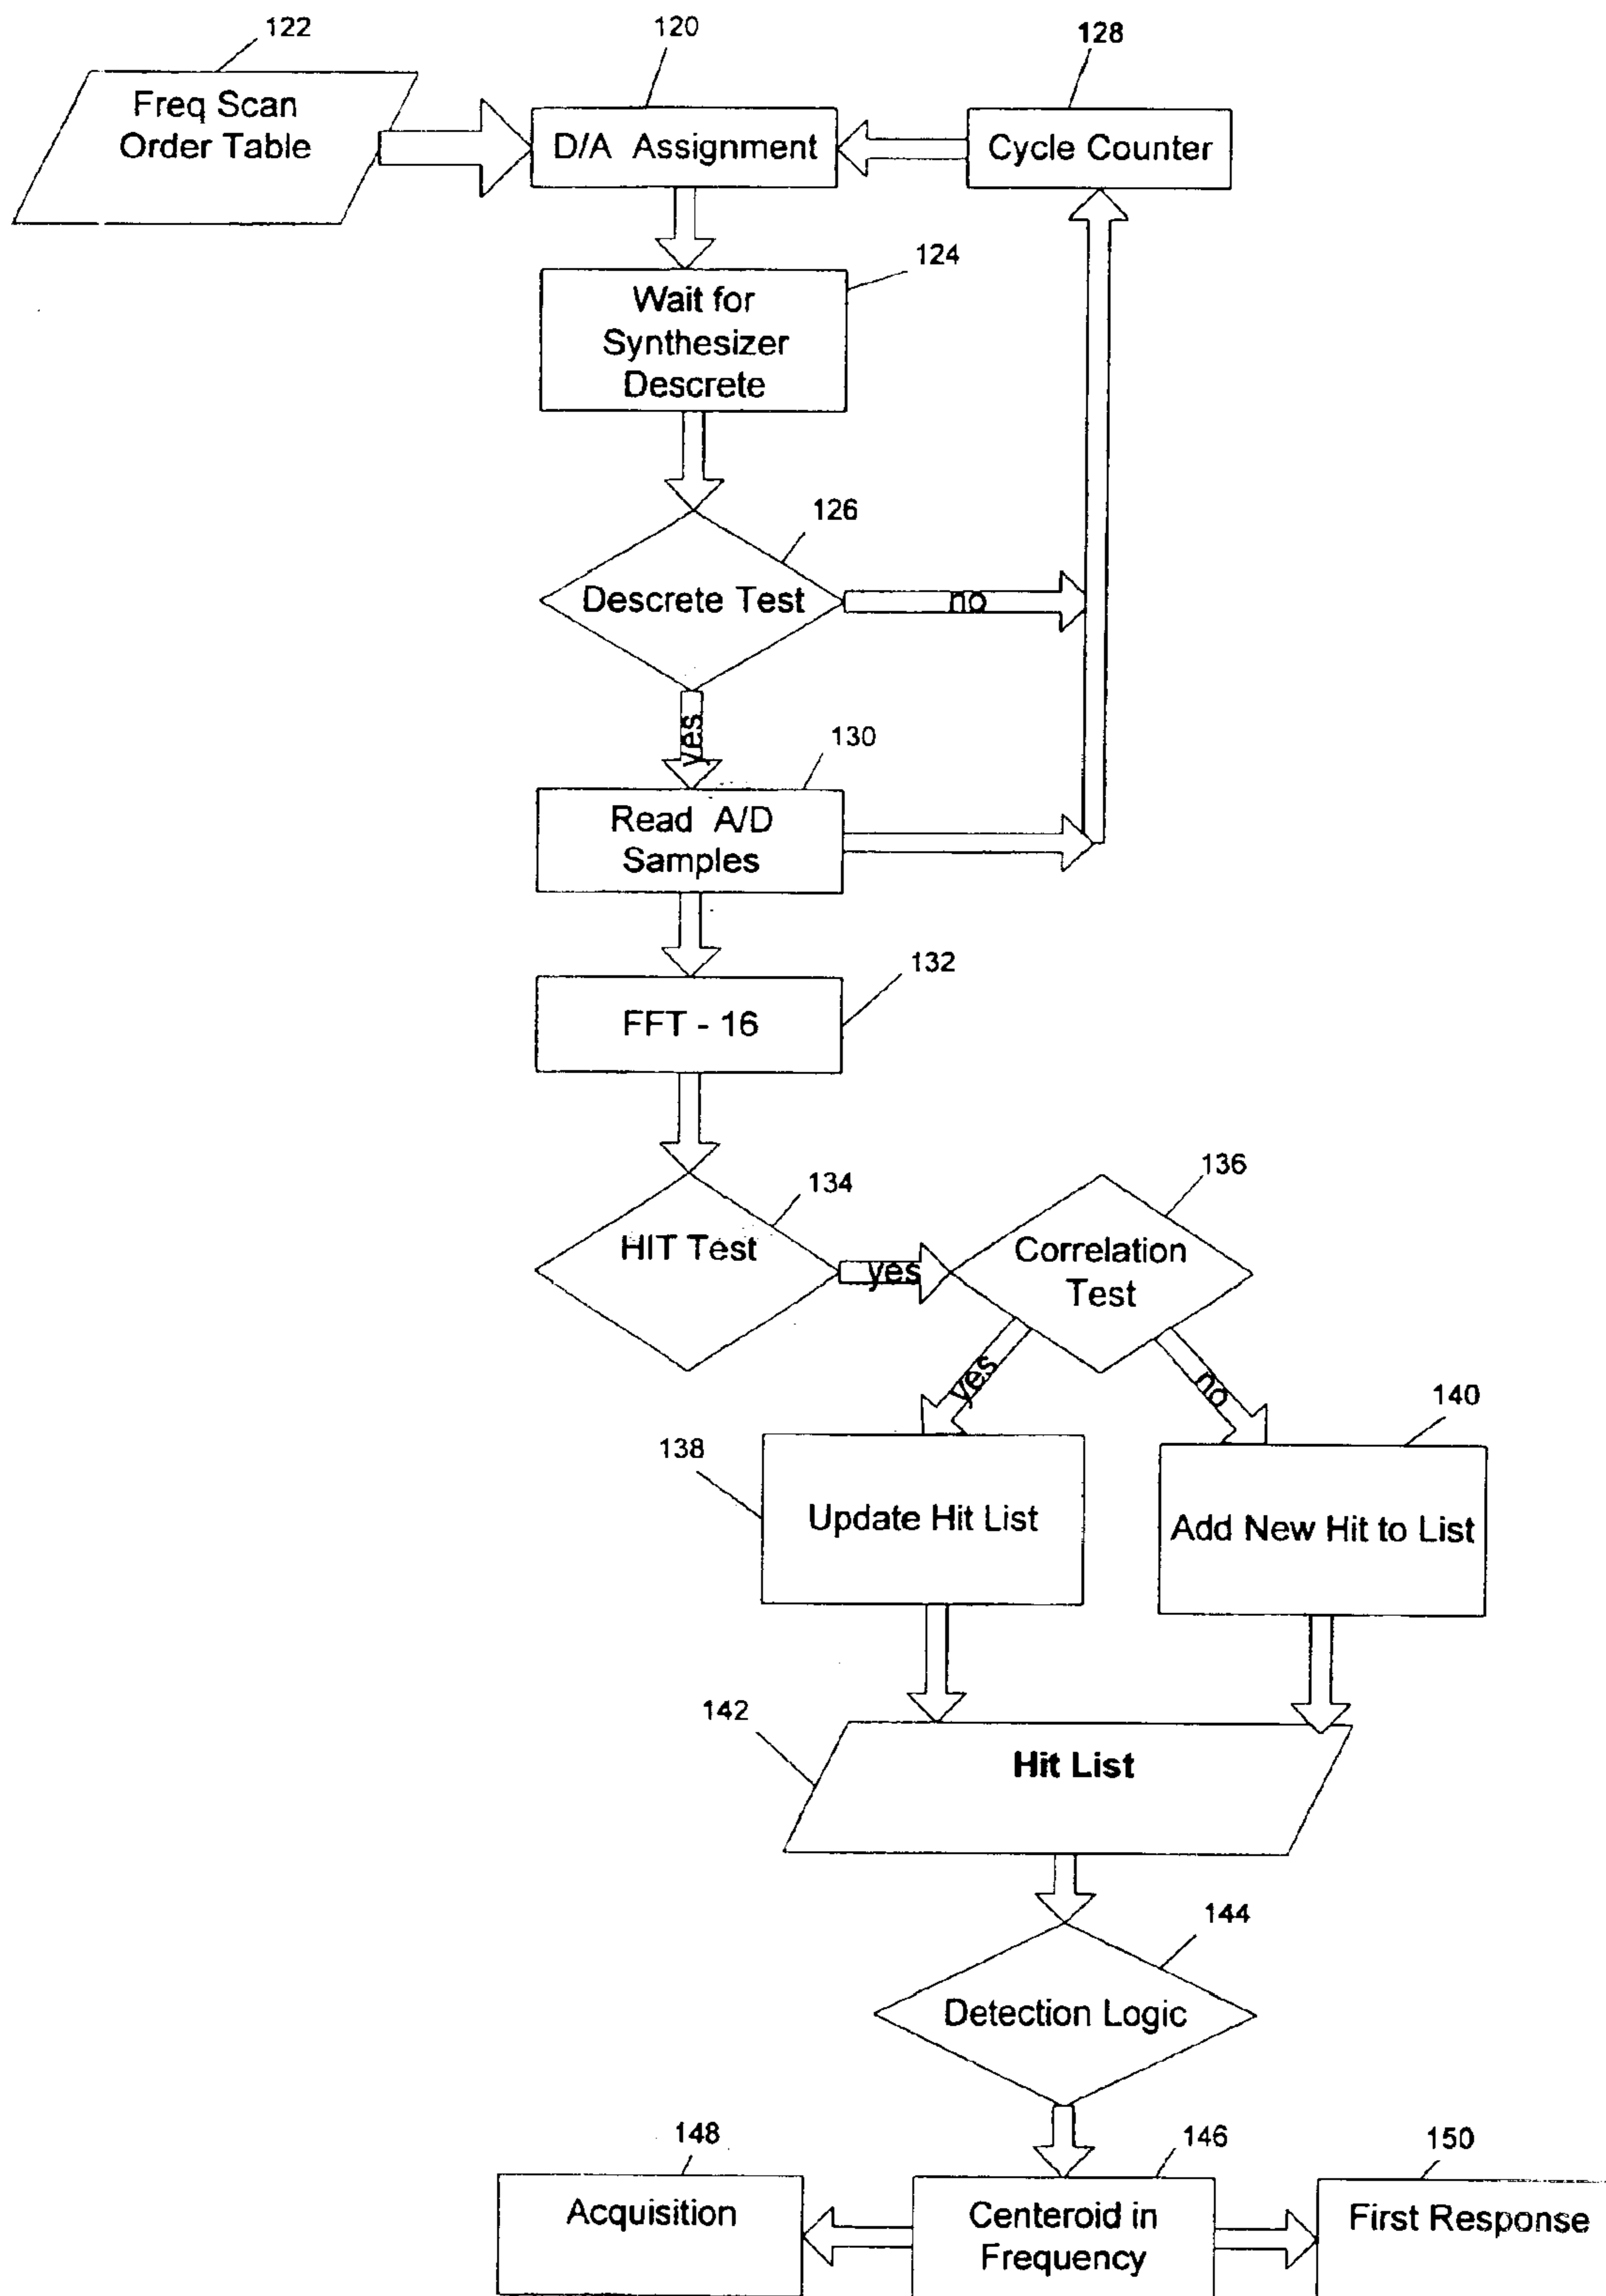 122
120
128
Freq Scan
Order Table
D/A Assignment
Cycle Counter
124
Wait for
Synthesizer
Descrete
126
Descrete Test
no
yes
130
Read A/D
Samples
132
FFT - 16
134
136
HIT Test
yes
Correlation
Test
yes
no
138
140
Update Hit List
Add New Hit to List
142
Hit List
144
Detection Logic
148
146
150
Acquisition
Centeroid in
Frequency
First Response